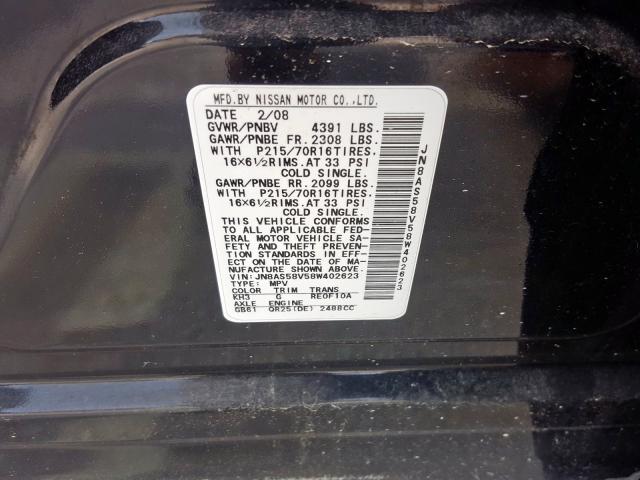 MFD.BY NISSAN MOTOR CO.,LTD.
DATE 2/08
GVWR/PNBV 4391 LBS.
GAWR/PNBE FR. 2308 LBS.
WITH P215/70R16TIRES,
16×6½RIMS.AT 33 PSI
COLD SINGLE.
GAWR/PNBE RR. 2099 LBS.
WITH P215/70R16TIRES,
16×6½RIMS.AT 33 PSI
COLD SINGLE.
THIS VEHICLE CONFORMS
TO ALL APPLICABLE FED-
ERAL MOTOR VEHICLE SA-
FETY AND THEFT PREVEN-
TION STANDARDS IN EFF-
ECT ON THE DATE OF MA-
NUFACTURE SHOWN ABOVE.
VIN: JN8AS58V58W402623
TYPE: MPV
COLOR TRIM TRANS
KH3 G RE0F10A
AXLE ENGINE
GB61 QR25(DE) 2488CC
JN8AS58V58W402623